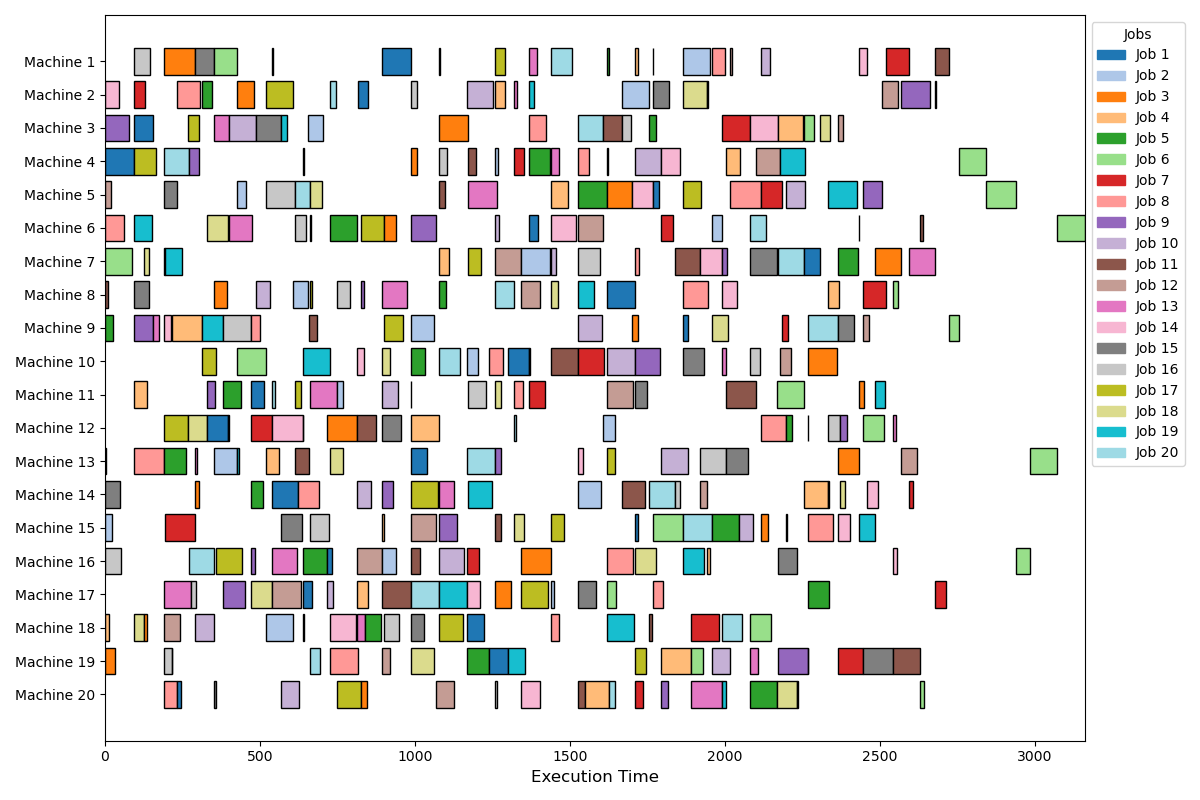 Machine 1
Machine 2
Machine 3
Machine 4
Machine 5
Machine 6
Machine 7
Machine 8
Machine 9
Machine 10
Machine 11
Machine 12
Machine 13
Machine 14
Machine 15
Machine 16
Machine 17
Machine 18
Machine 19
Machine 20
0 500 1000 1500 2000 2500 3000
Execution Time
Jobs
Job 1
Job 2
Job 3
Job 4
Job 5
Job 6
Job 7
Job 8
Job 9
Job 10
Job 11
Job 12
Job 13
Job 14
Job 15
Job 16
Job 17
Job 18
Job 19
Job 20